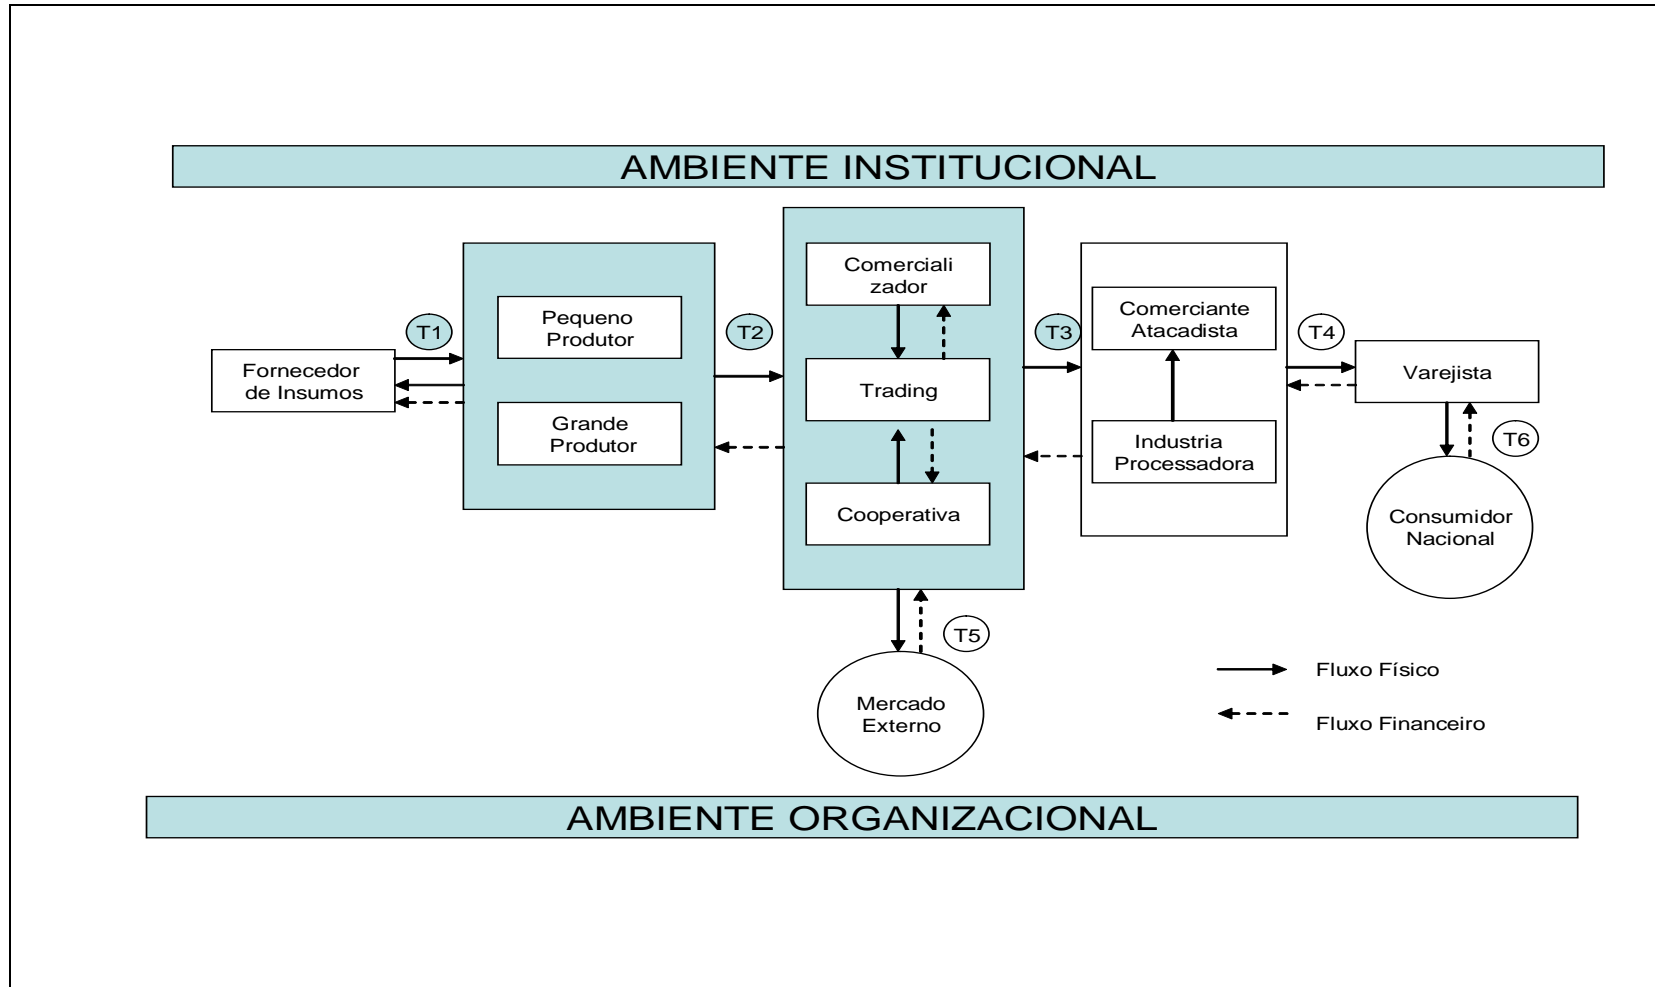 AMBIENTE INSTITUCIONAL
Fornecedor
de Insumos
T1
Pequeno
Produtor
Grande
Produtor
T2
Comerciali
zador
Trading
Cooperativa
T3
Comerciante
Atacadista
Industria
Processadora
T4
Varejista
T6
Consumidor
Nacional
T5
Mercado
Externo
Fluxo Físico
Fluxo Financeiro
AMBIENTE ORGANIZACIONAL